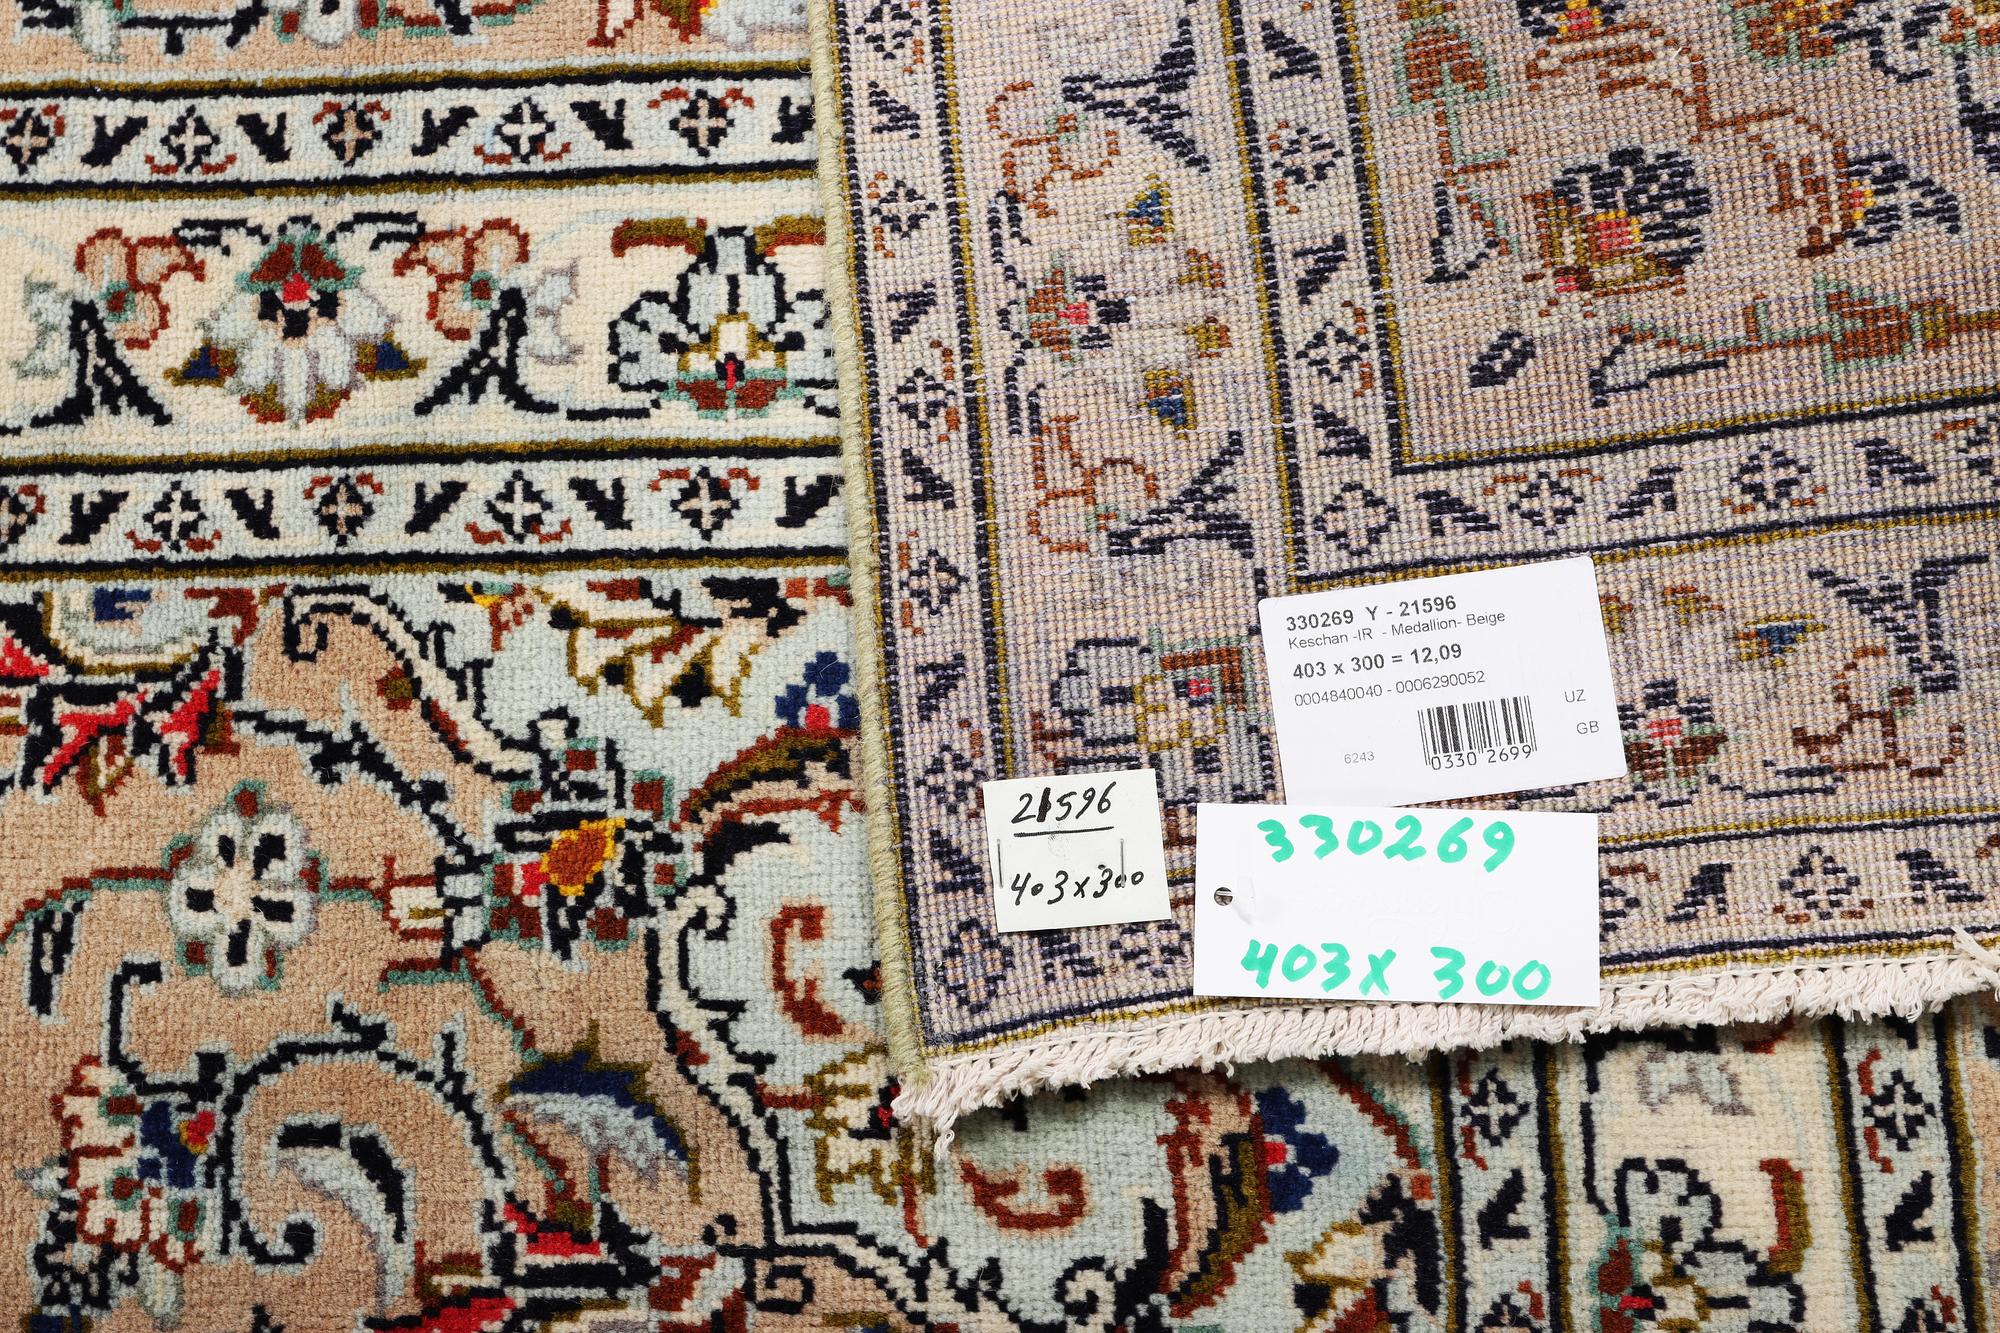 330269 Y - 21596
Keschan -IR - Medallion- Beige
403 x 300 = 12,09
0004840040 - 0006290052
UZ
GB
6243
0330 2699
21596
403x300
330269
403X 300